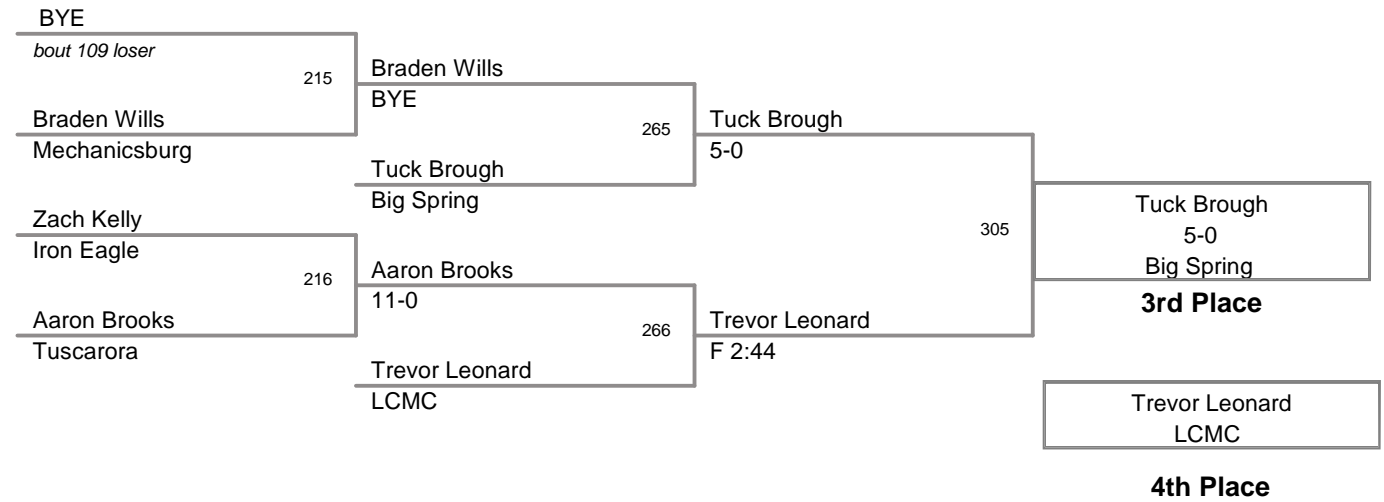 BYE
bout 109 loser
215
Braden Wills
Mechanicsburg
Braden Wills
BYE
265
Tuck Brough
Big Spring
Tuck Brough
5-0
Zach Kelly
Iron Eagle
216
Aaron Brooks
Tuscarora
Aaron Brooks
11-0
266
Trevor Leonard
LCMC
Trevor Leonard
F 2:44
305
Tuck Brough
5-0
Big Spring
3rd Place
Trevor Leonard
LCMC
4th Place